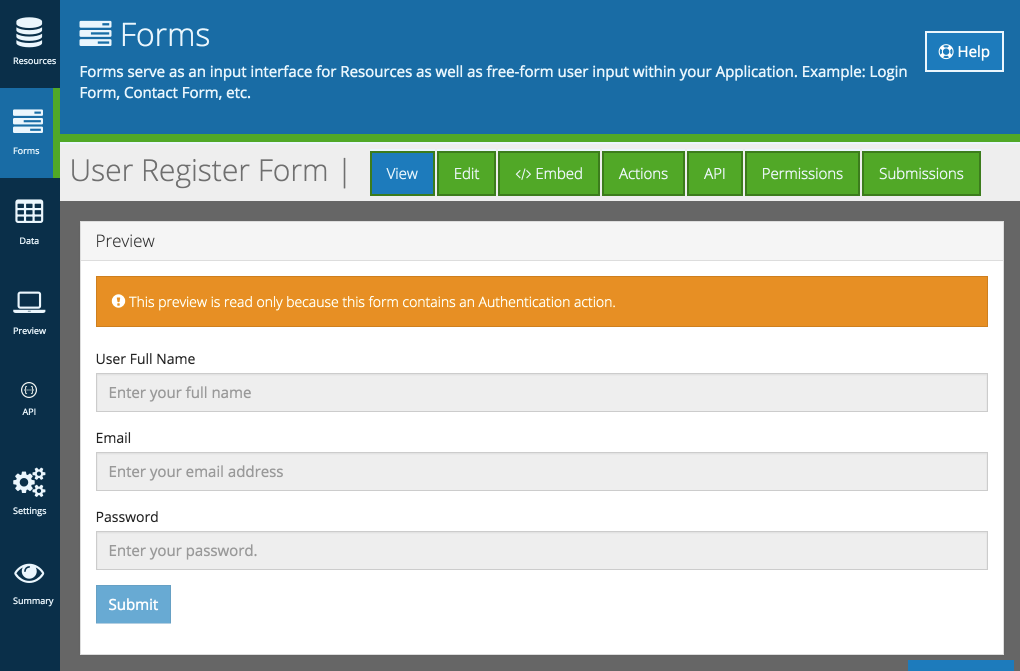 Resources
Forms
Data
Preview
API
Settings
Summary
Forms
Forms serve as an input interface for Resources as well as free-form user input within your Application. Example: Login
Form, Contact Form, etc.
Help
User Register Form |
View
Edit
</> Embed
Actions
API
Permissions
Submissions
Preview
This preview is read only because this form contains an Authentication action.
User Full Name
Enter your full name
Email
Enter your email address
Password
Enter your password.
Submit